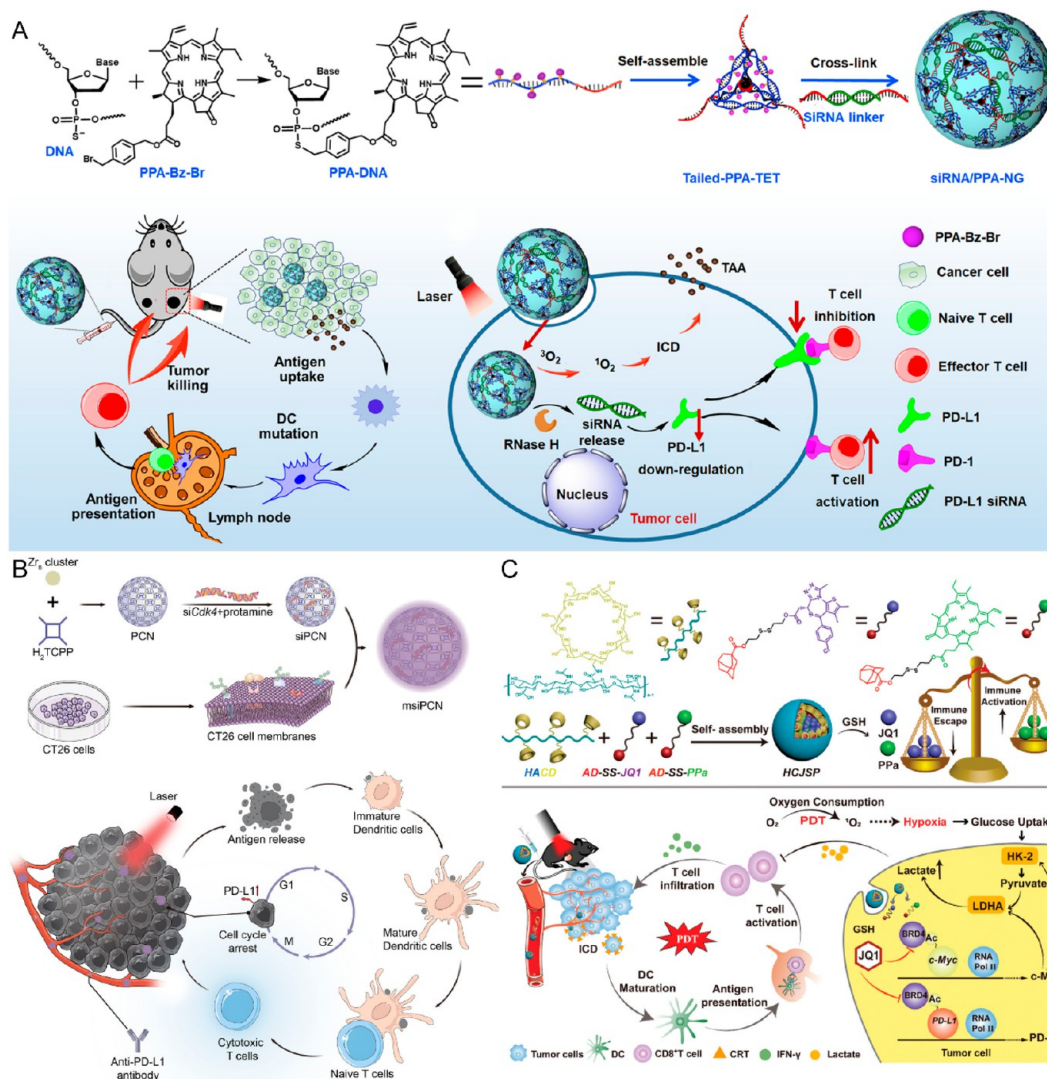 A
Base
DNA
+
Br
PPA-Bz-Br
Base
PPA-DNA
=
Self-assemble
Tailed-PPA-TET
Cross-link
SiRNA linker
siRNA/PPA-NG
Tumor
killing
Antigen
uptake
DC
mutation
Lymph node
Antigen
presentation
Laser
TAA
³O₂
¹O₂
ICD
RNase H
siRNA
release
PD-L1
down-regulation
Nucleus
Tumor cell
T cell
inhibition
T cell
activation
PPA-Bz-Br
Cancer cell
Naive T cell
Effector T cell
PD-L1
PD-1
PD-L1 siRNA
B
Zr₆ cluster
+
H₂TCPP
PCN
siCdk4+protamine
siPCN
msiPCN
CT26 cells
CT26 cell membranes
Laser
Antigen release
Immature
Dendritic cells
Mature
Dendritic cells
PD-L1
G1
S
G2
M
Cell cycle
arrest
Cytotoxic
T cells
Naive T cells
Anti-PD-L1
antibody
C
=
=
=
HACD
+
AD-SS-JQ1
+
AD-SS-PPa
Self- assembly
HCJSP
GSH
JQ1
PPa
Immune
Escape
Immune
Activation
Oxygen Consumption
O₂
PDT
¹O₂
Hypoxia
Glucose Uptak
HK-2
Pyruvate
LDHA
Lactate
GSH
JQ1
BRD4
Ac
c-Myc
RNA
Pol II
c-M
BRD4
Ac
PD-L1
RNA
Pol II
PD-
Tumor cell
T cell
infiltration
T cell
activation
PDT
ICD
DC
Maturation
Antigen
presentation
Tumor cells
DC
CD8⁺T cell
CRT
IFN-γ
Lactate